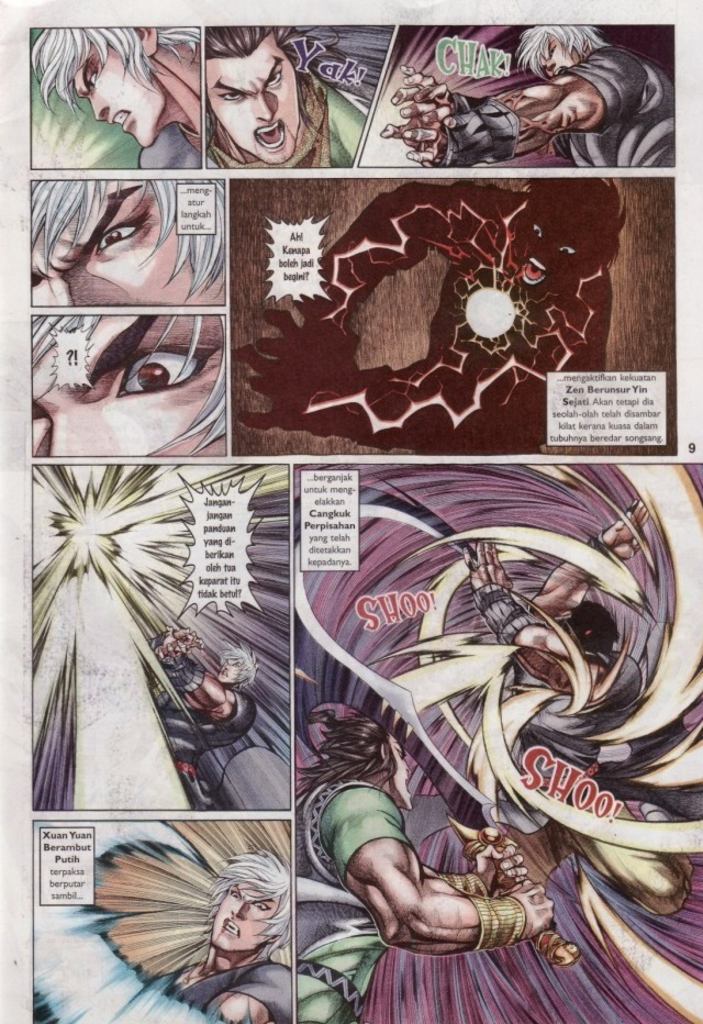 Yak!
CHAK!
...meng-
atur
langkah
untuk...
Ah!
Kenapa
boleh jadi
begini?
?!
...mengaktifkan kekuatan
Zen Berunsur Yin
Sejati. Akan tetapi dia
seolah-olah telah disambar
kilat kerana kuasa dalam
tubuhnya beredar songsang.
9
Jangan-
jangan
panduan
yang di-
berikan
oleh tua
keparat itu
tidak betul?
...berganjak
untuk meng-
elakkan
Cangkuk
Perpisahan
yang telah
ditetakkan
kepadanya.
SHOO!
SHOO!
Xuan Yuan
Berambut
Putih
terpaksa
berputar
sambil...